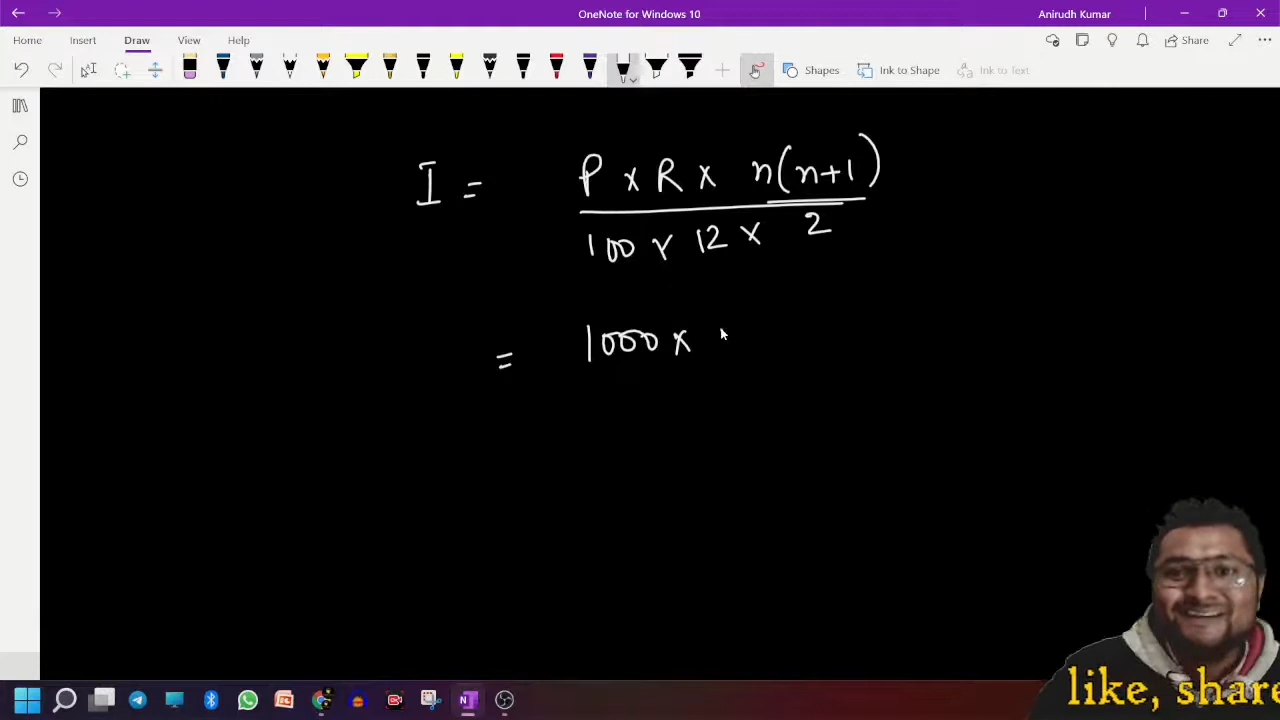 OneNote for Windows 10
Anirudh Kumar
Home Insert Draw View Help
Share
Shapes
Ink to Shape
Ink to Text
I = P x R x n(n+1)
100 x 12 x 2
= 1000 x
like, share